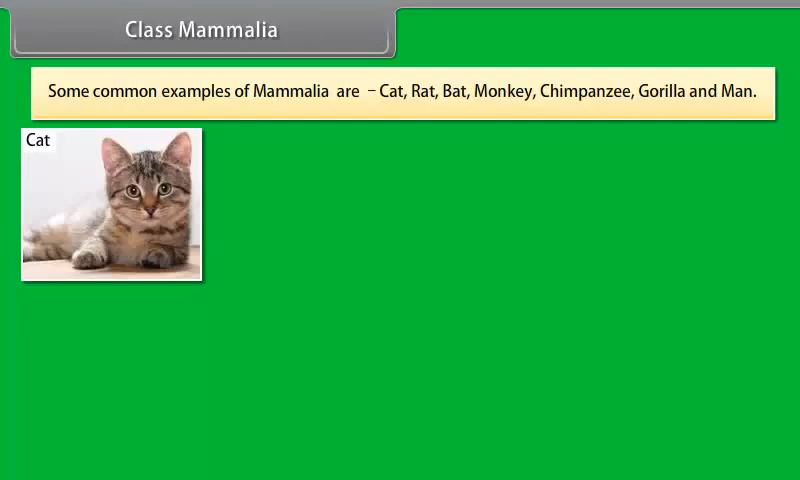 Class Mammalia
Some common examples of Mammalia are – Cat, Rat, Bat, Monkey, Chimpanzee, Gorilla and Man.
Cat